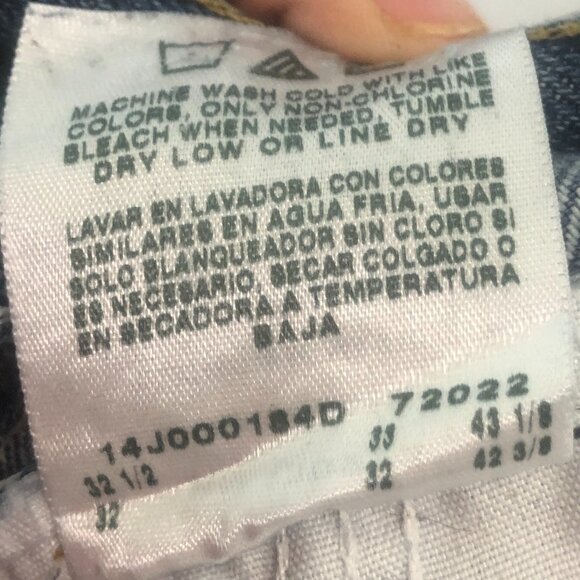 MACHINE WASH COLD WITH LIKE
COLORS, ONLY NON-CHLORINE
BLEACH WHEN NEEDED, TUMBLE
DRY LOW OR LINE DRY
LAVAR EN LAVADORA CON COLORES
SIMILARES EN AGUA FRIA, USAR
SOLO BLANQUEADOR SIN CLORO SI
ES NECESARIO, SECAR COLGADO O
EN SECADORA A TEMPERATURA
BAJA
14J000184D 72022
32 1/2 33 43 1/8
32 32 42 3/8